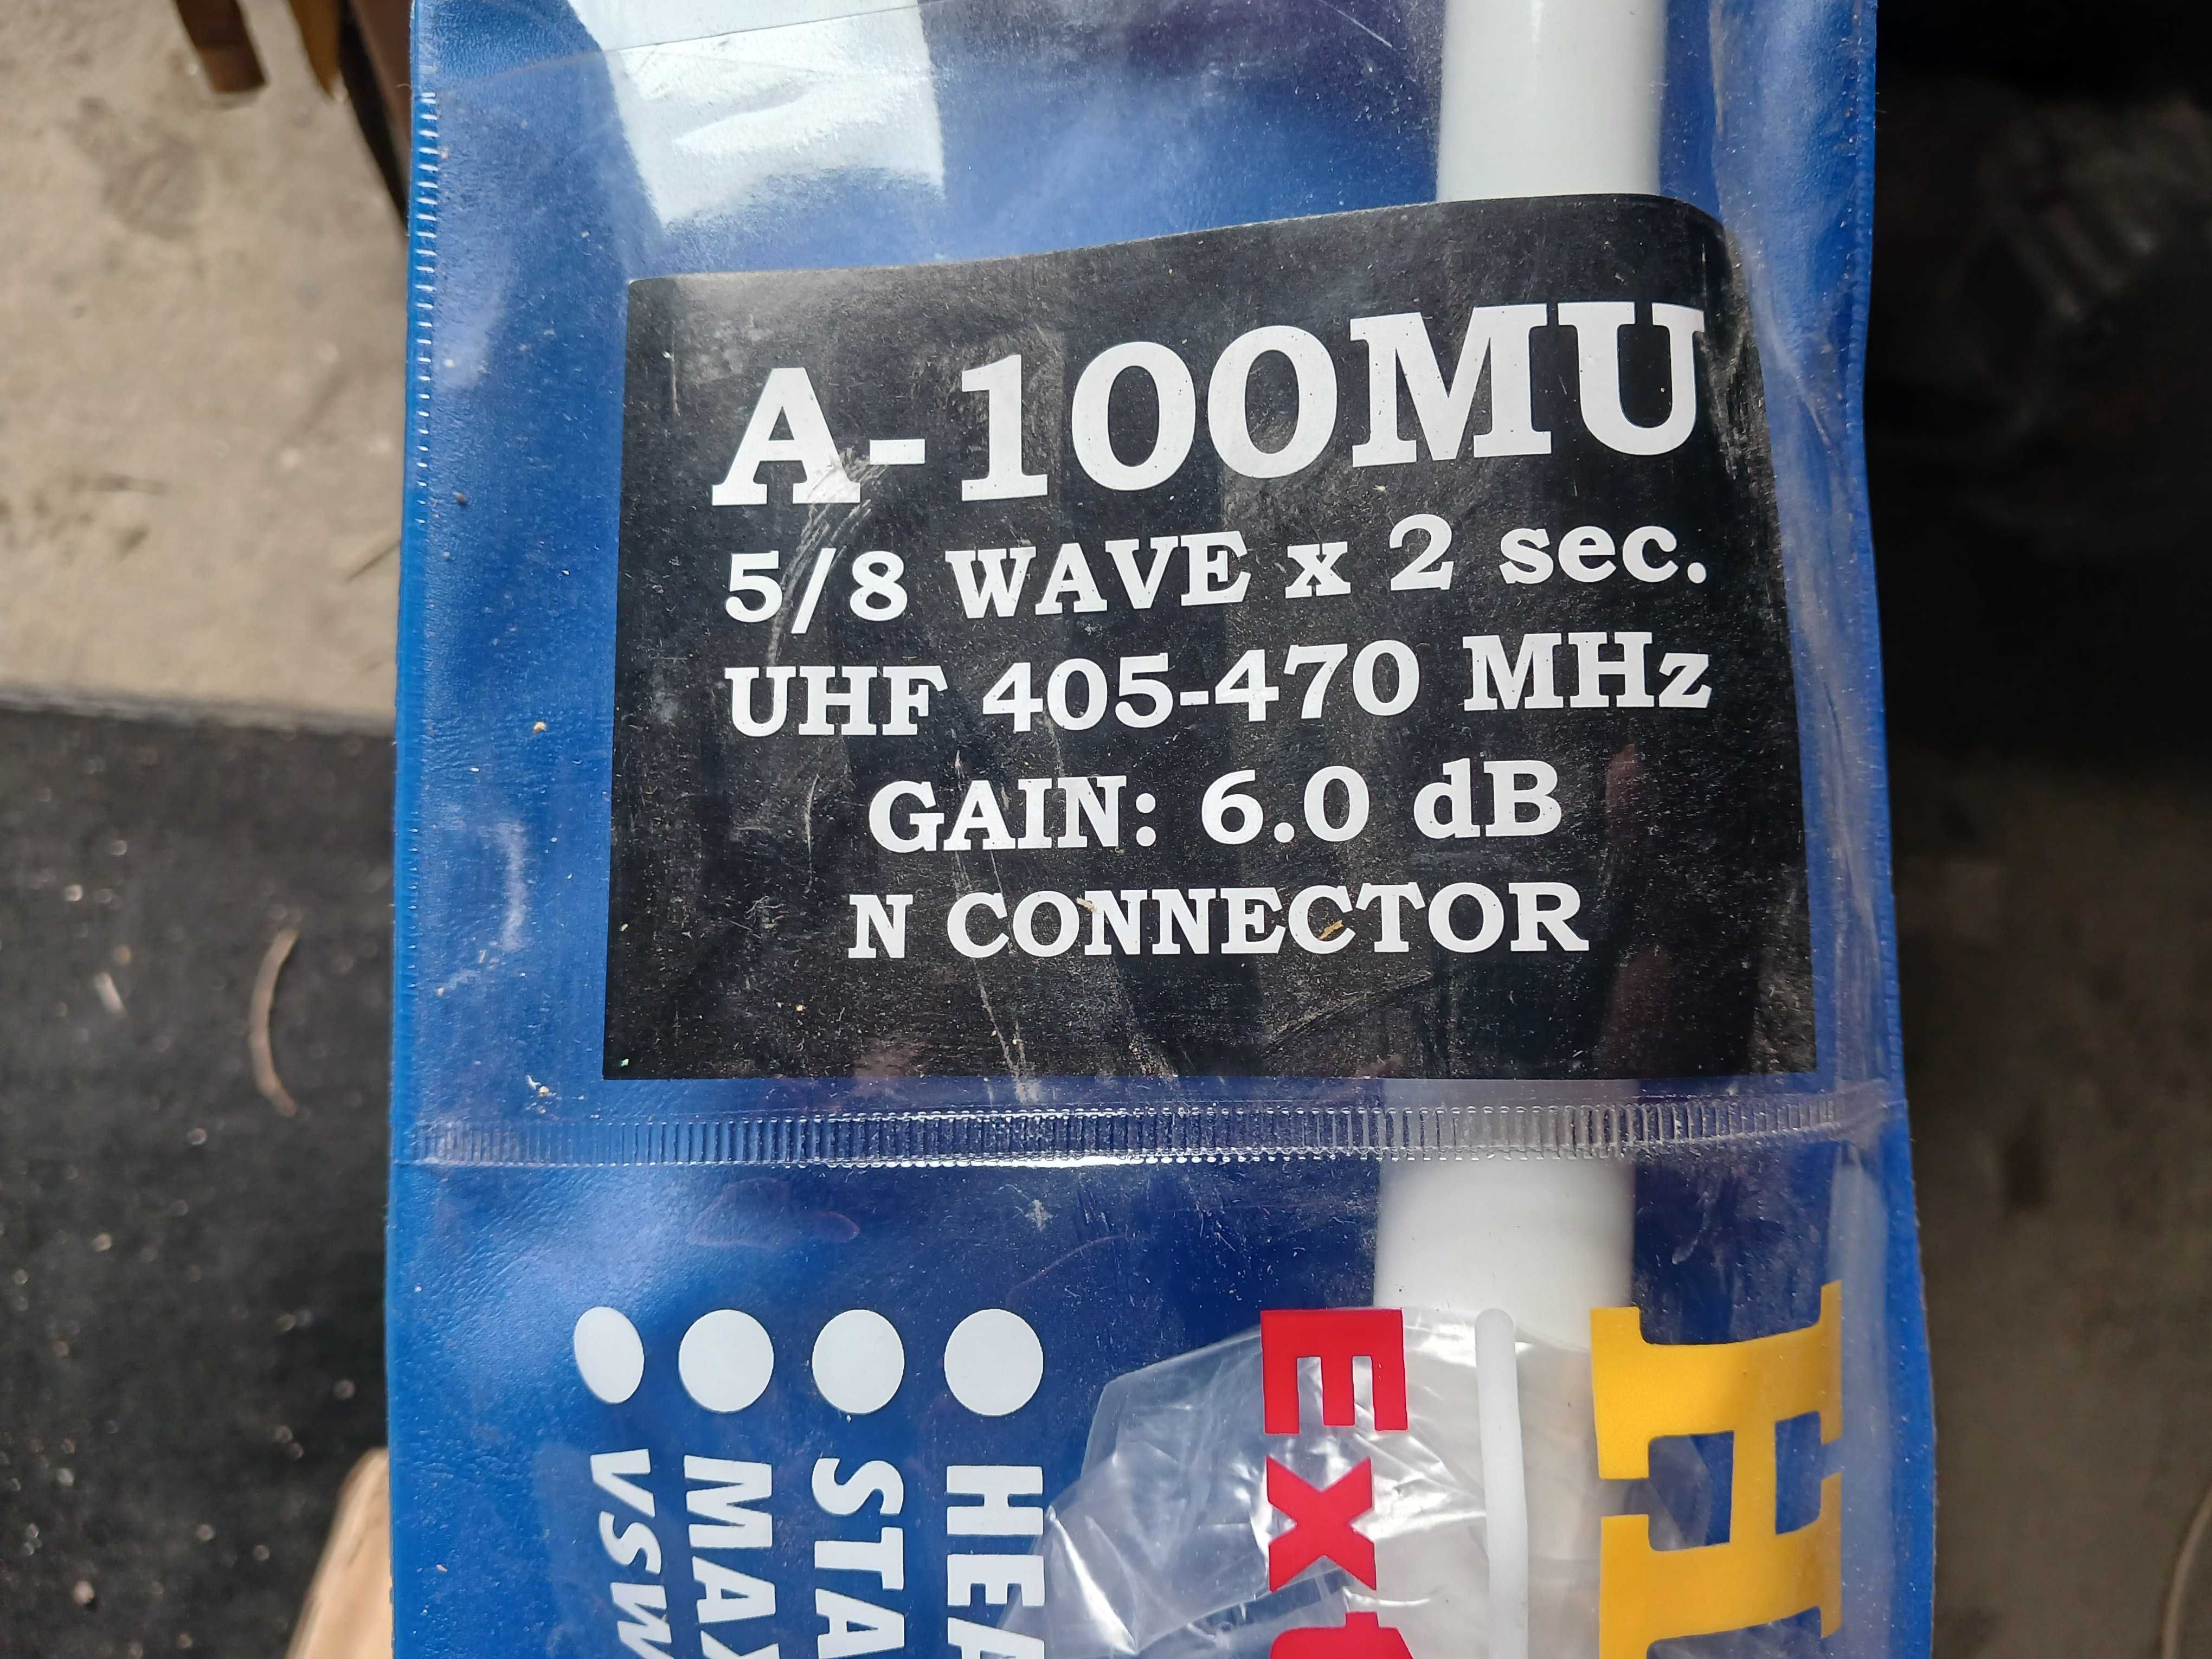 A-100MU
5/8 WAVE x 2 sec.
UHF 405-470 MHz
GAIN: 6.0 dB
N CONNECTOR